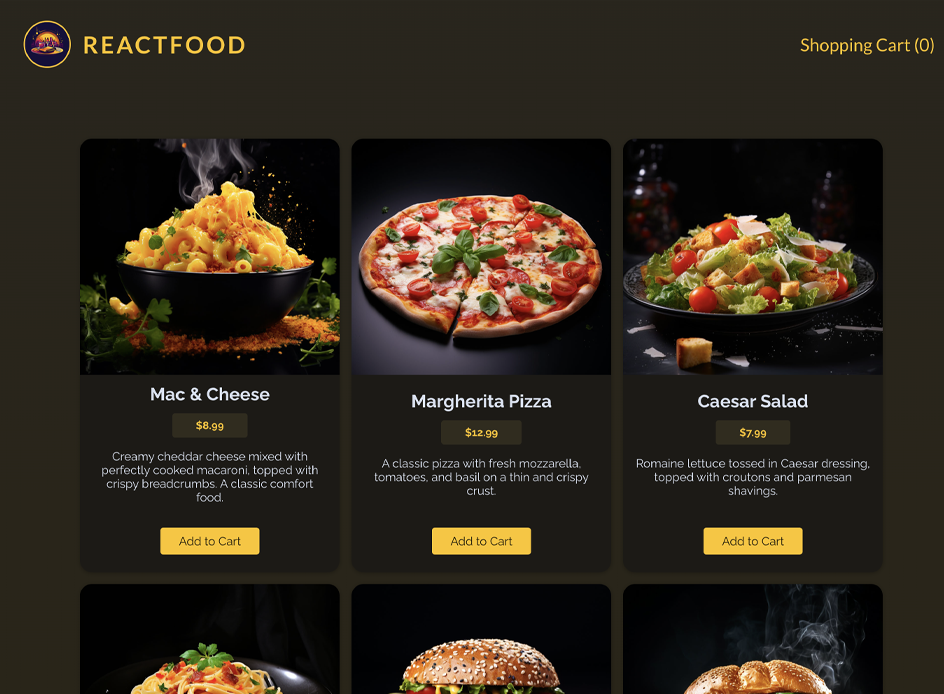 REACTFOOD
Shopping Cart (0)
Mac & Cheese
$8.99
Creamy cheddar cheese mixed with
perfectly cooked macaroni, topped with
crispy breadcrumbs. A classic comfort
food.
Add to Cart
Margherita Pizza
$12.99
A classic pizza with fresh mozzarella,
tomatoes, and basil on a thin and crispy
crust.
Add to Cart
Caesar Salad
$7.99
Romaine lettuce tossed in Caesar dressing,
topped with croutons and parmesan
shavings.
Add to Cart